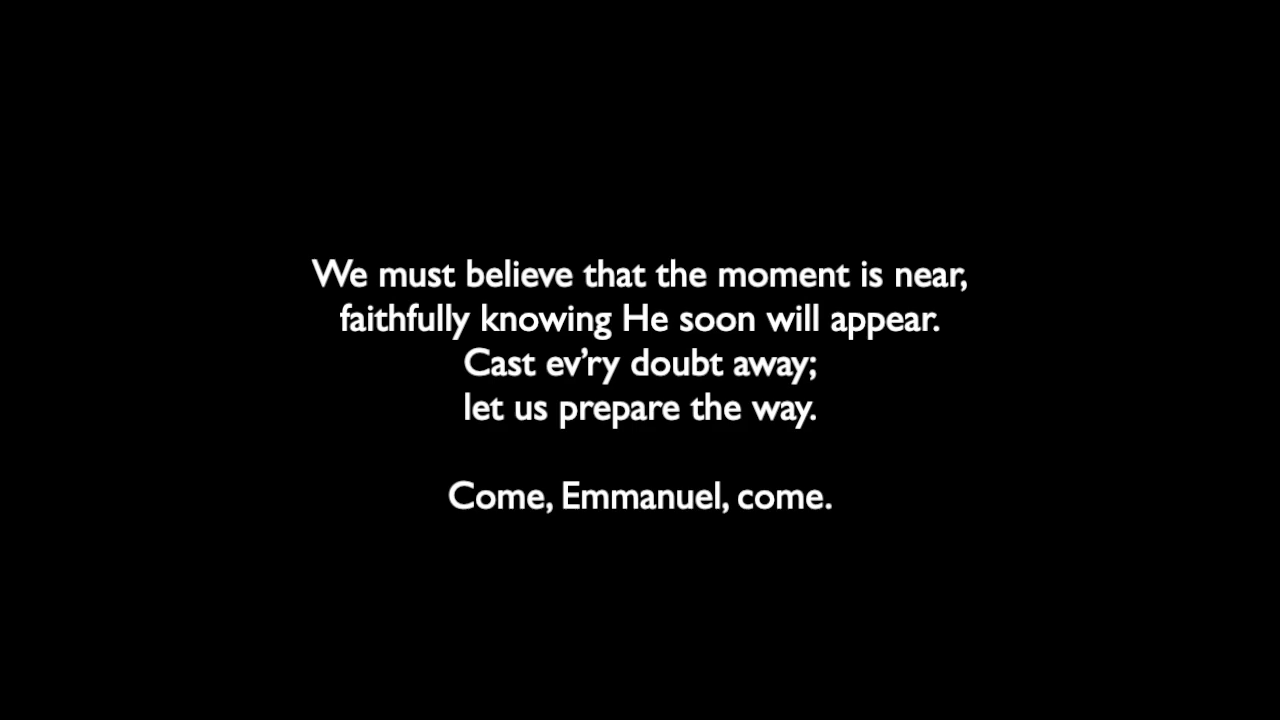 We must believe that the moment is near,
faithfully knowing He soon will appear.
Cast ev’ry doubt away;
let us prepare the way.
Come, Emmanuel, come.